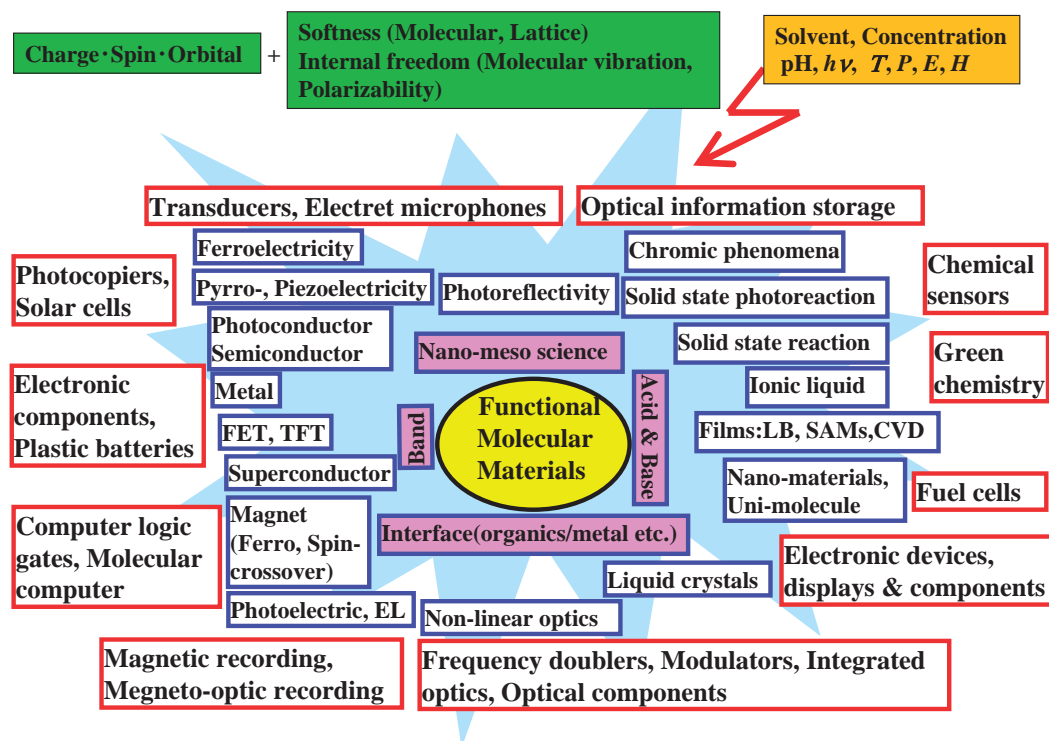 Charge·Spin·Orbital
+
Softness (Molecular, Lattice)
Internal freedom (Molecular vibration,
Polarizability)
Solvent, Concentration
pH, hν, T, P, E, H
Transducers, Electret microphones
Optical information storage
Ferroelectricity
Chromic phenomena
Photocopiers,
Solar cells
Pyrro-, Piezoelectricity
Photoreflectivity
Solid state photoreaction
Chemical
sensors
Photoconductor
Semiconductor
Nano-meso science
Solid state reaction
Green
chemistry
Electronic
components,
Plastic batteries
Metal
Ionic liquid
FET, TFT
Band
Functional
Molecular
Materials
Acid & Base
Films:LB, SAMs,CVD
Superconductor
Nano-materials,
Uni-molecule
Fuel cells
Computer logic
gates, Molecular
computer
Magnet
(Ferro, Spin-
crossover)
Interface(organics/metal etc.)
Liquid crystals
Electronic devices,
displays & components
Photoelectric, EL
Non-linear optics
Magnetic recording,
Megneto-optic recording
Frequency doublers, Modulators, Integrated
optics, Optical components